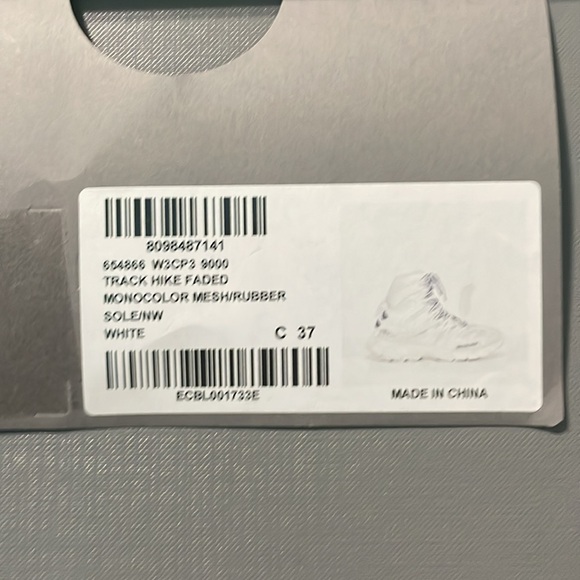 8098487141
654866 W3CP3 9000
TRACK HIKE FADED
MONOCOLOR MESH/RUBBER
SOLE/NW
WHITE C 37
ECBL001733E
MADE IN CHINA